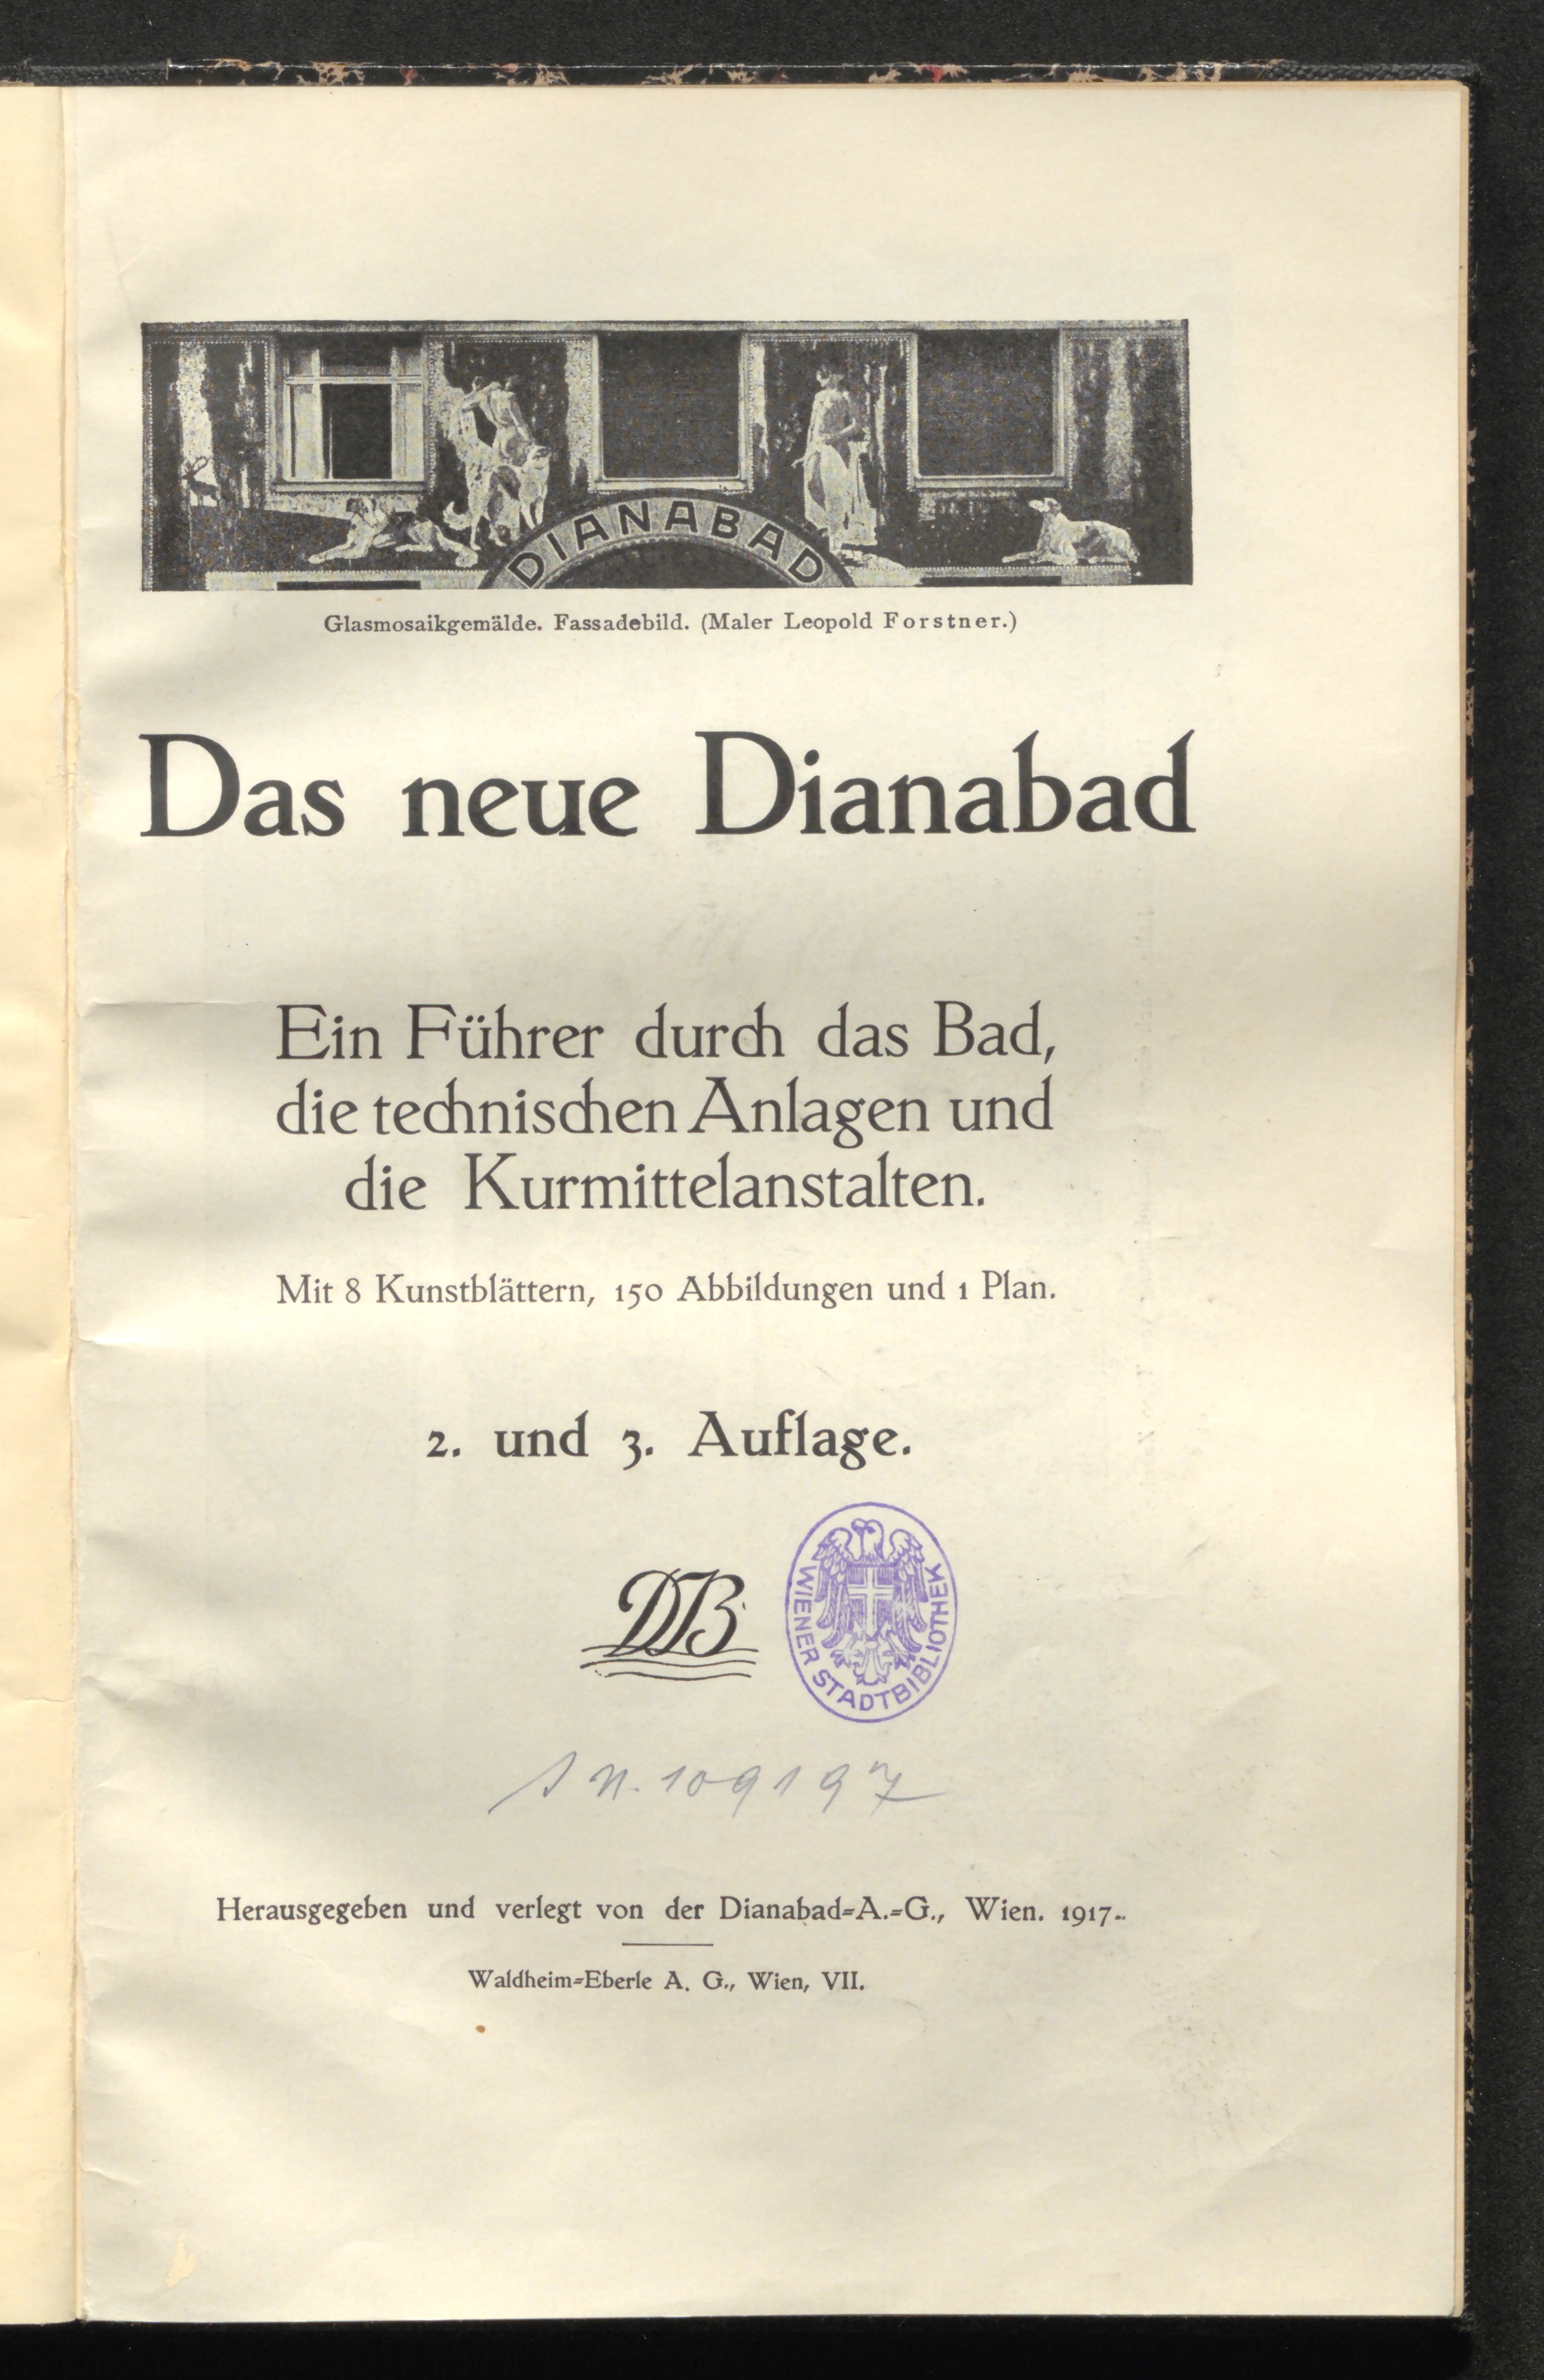 DIANABAD
Glasmosaikgemälde. Fassadebild. (Maler Leopold Forstner.)
Das neue Dianabad
Ein Führer durch das Bad,
die technischen Anlagen und
die Kurmittelanstalten.
Mit 8 Kunstblättern, 150 Abbildungen und 1 Plan.
2. und 3. Auflage.
DB
WIENER STADTBIBLIOTHEK
N. 109197
Herausgegeben und verlegt von der Dianabad-A.-G., Wien. 1917.
Waldheim-Eberle A. G., Wien, VII.